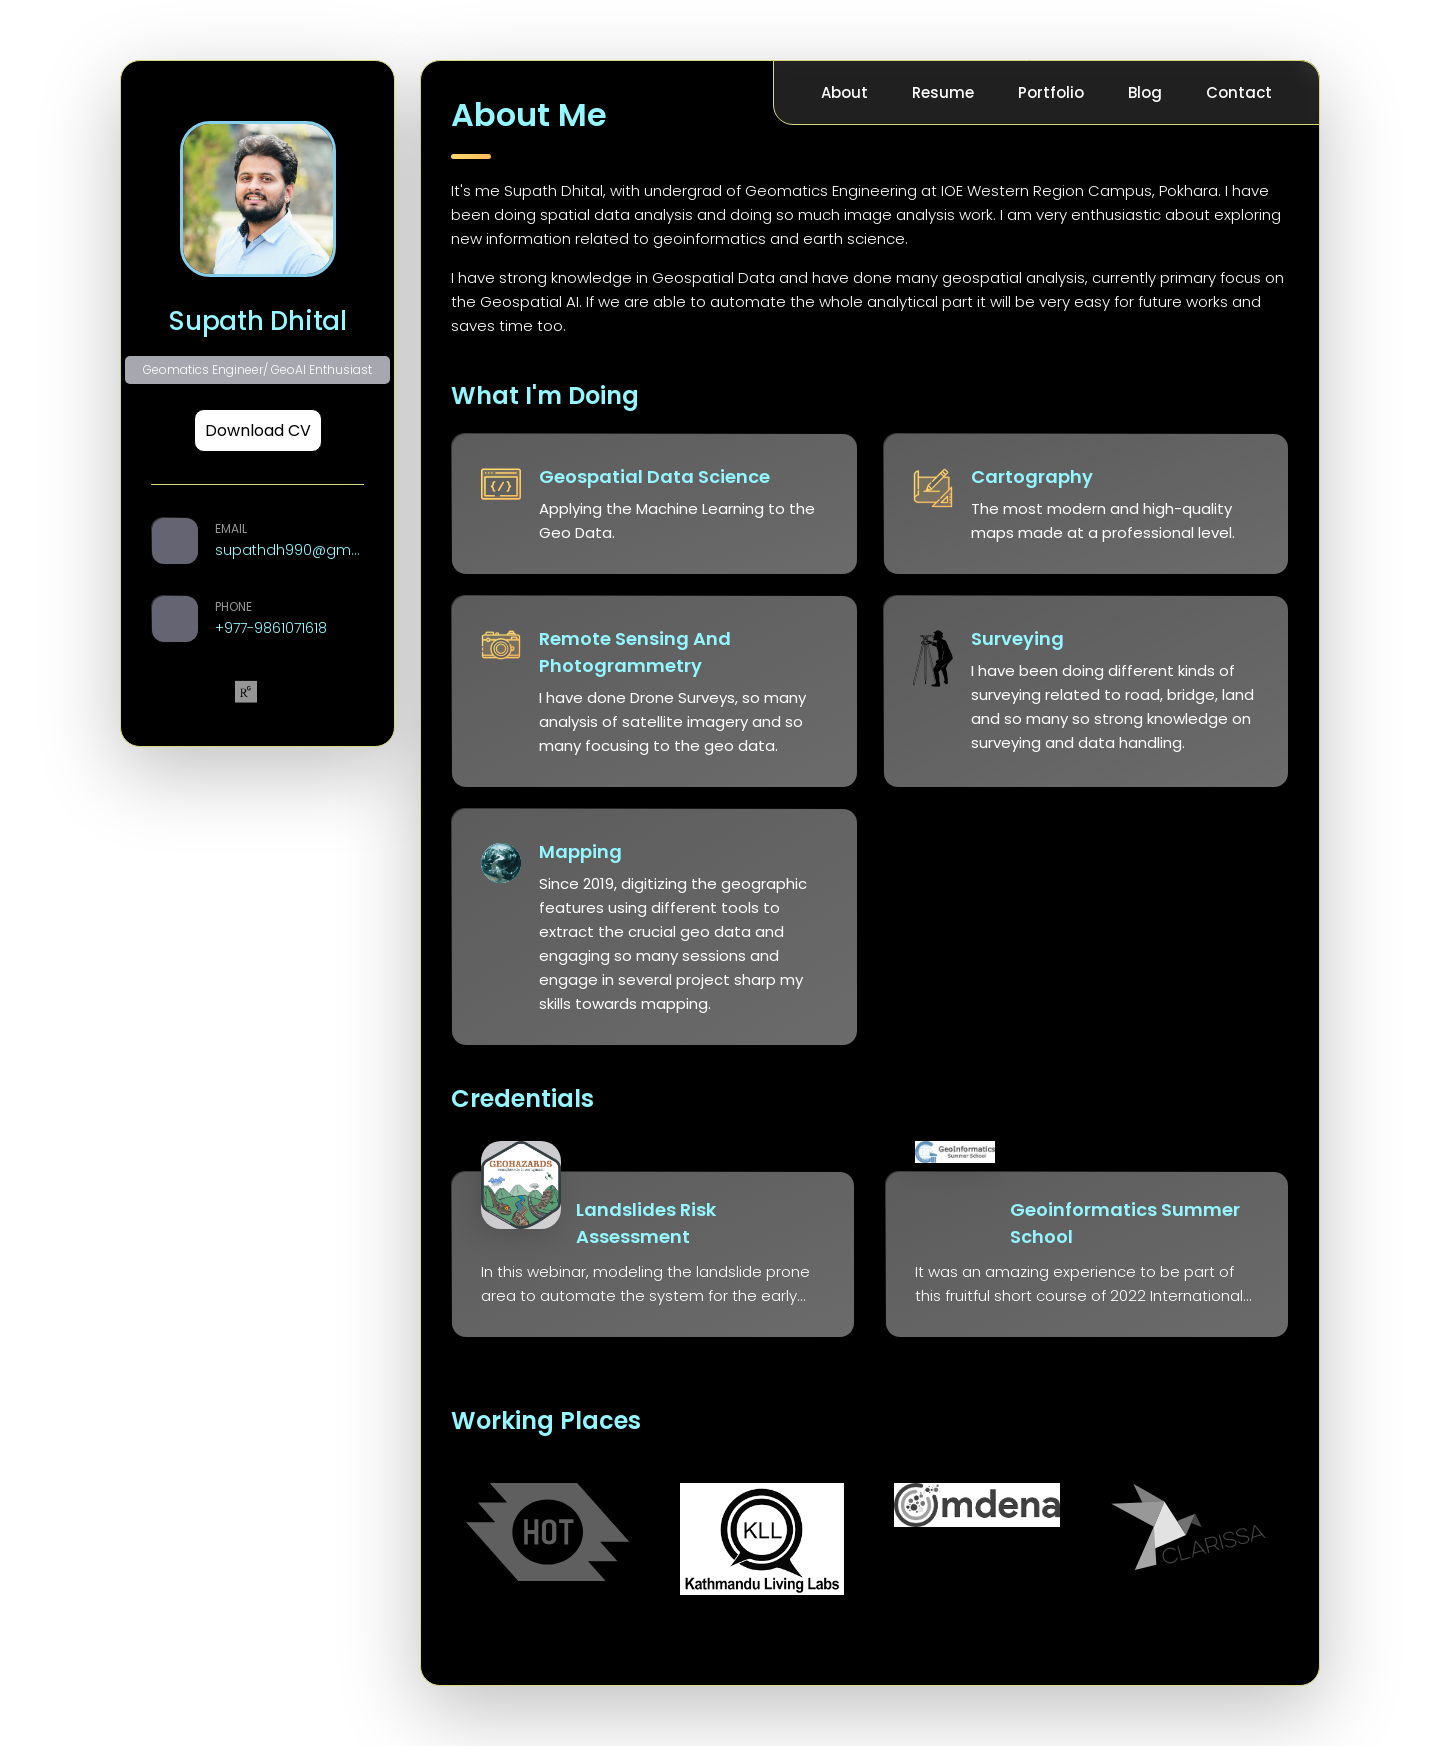 Supath Dhital
Geomatics Engineer/ GeoAI Enthusiast
Download CV
EMAIL
supathdh990@gm...
PHONE
+977-9861071618
RG
About
Resume
Portfolio
Blog
Contact
About Me
It's me Supath Dhital, with undergrad of Geomatics Engineering at IOE Western Region Campus, Pokhara. I have
been doing spatial data analysis and doing so much image analysis work. I am very enthusiastic about exploring
new information related to geoinformatics and earth science.
I have strong knowledge in Geospatial Data and have done many geospatial analysis, currently primary focus on
the Geospatial AI. If we are able to automate the whole analytical part it will be very easy for future works and
saves time too.
What I'm Doing
Geospatial Data Science
Applying the Machine Learning to the
Geo Data.
Cartography
The most modern and high-quality
maps made at a professional level.
Remote Sensing And
Photogrammetry
I have done Drone Surveys, so many
analysis of satellite imagery and so
many focusing to the geo data.
Surveying
I have been doing different kinds of
surveying related to road, bridge, land
and so many so strong knowledge on
surveying and data handling.
Mapping
Since 2019, digitizing the geographic
features using different tools to
extract the crucial geo data and
engaging so many sessions and
engage in several project sharp my
skills towards mapping.
Credentials
GEOHAZARDS
Landslides Risk
Assessment
In this webinar, modeling the landslide prone
area to automate the system for the early...
GeoInformatics
Summer School
Geoinformatics Summer
School
It was an amazing experience to be part of
this fruitful short course of 2022 International...
Working Places
HOT
KLL
Kathmandu Living Labs
Omdena
CLARISSA